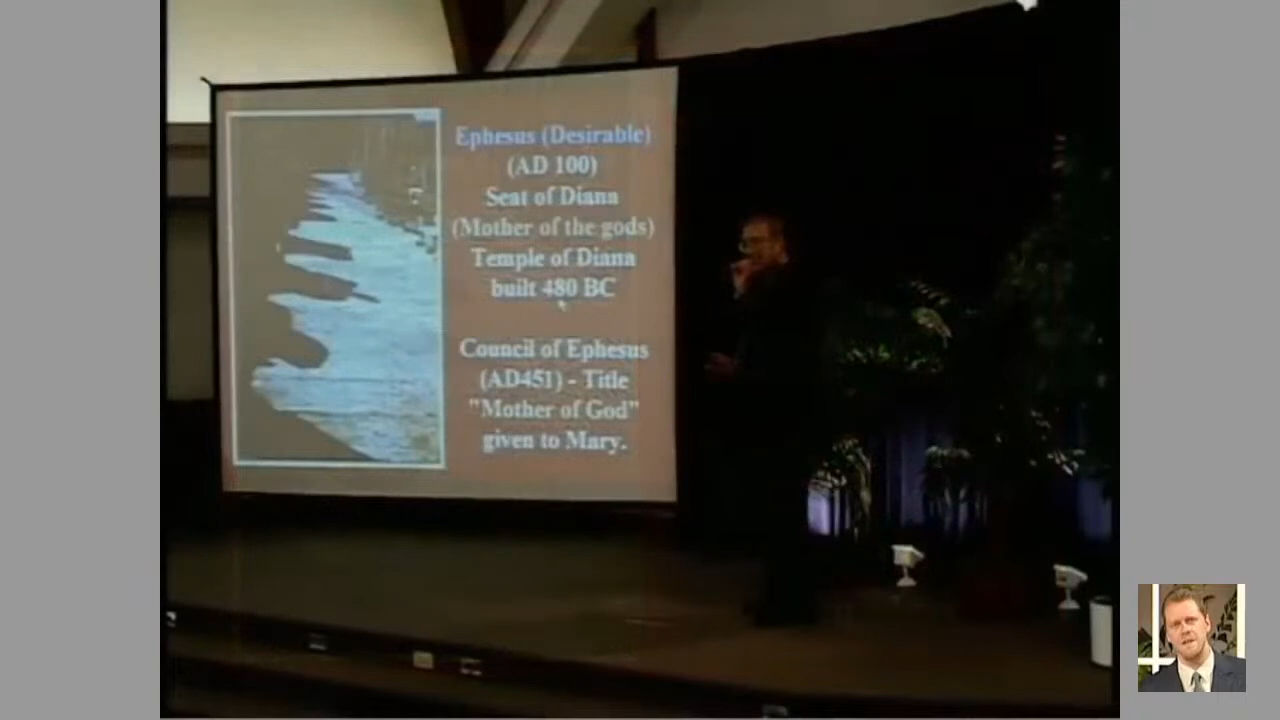 Ephesus (Desirable)
(AD 100)
Seat of Diana
(Mother of the gods)
Temple of Diana
built 480 BC
Council of Ephesus
(AD451) - Title
"Mother of God"
given to Mary.